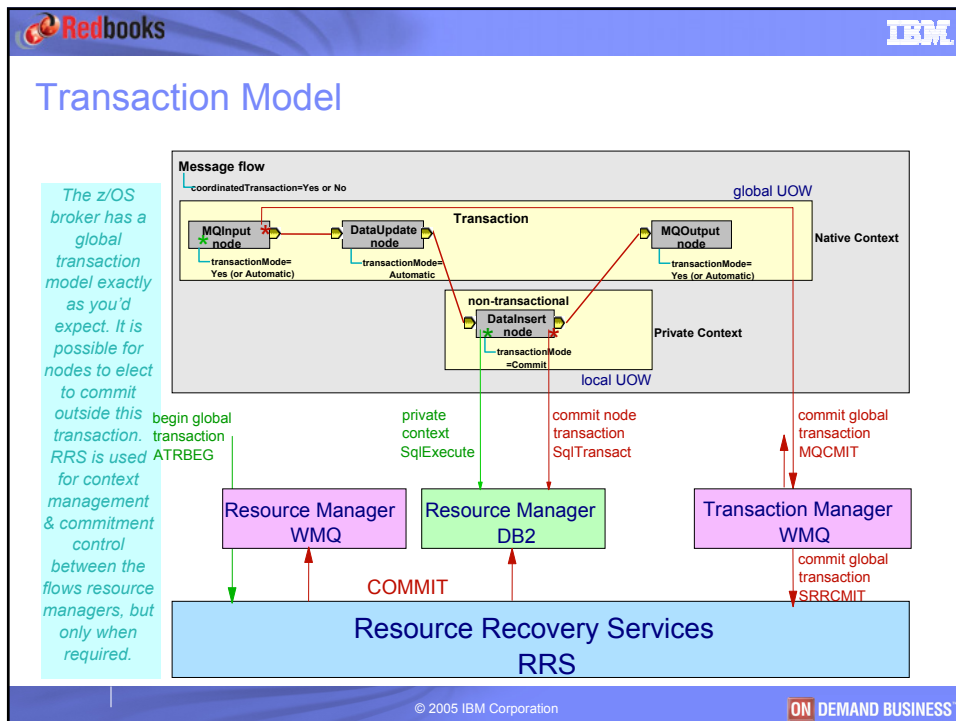 Redbooks
IBM
Transaction Model
The z/OS
broker has a
global
transaction
model exactly
as you'd
expect. It is
possible for
nodes to elect
to commit
outside this
transaction.
RRS is used
for context
management
& commitment
control
between the
flows resource
managers, but
only when
required.
Message flow
coordinatedTransaction=Yes or No
global UOW
Transaction
MQInput
node
transactionMode=
Yes (or Automatic)
DataUpdate
node
transactionMode=
Automatic
MQOutput
node
transactionMode=
Yes (or Automatic)
Native Context
non-transactional
DataInsert
node
transactionMode
=Commit
Private Context
local UOW
begin global
transaction
ATRBEG
private
context
SqlExecute
commit node
transaction
SqlTransact
commit global
transaction
MQCMIT
Resource Manager
WMQ
Resource Manager
DB2
Transaction Manager
WMQ
COMMIT
commit global
transaction
SRRCMIT
Resource Recovery Services
RRS
© 2005 IBM Corporation
ON DEMAND BUSINESS™